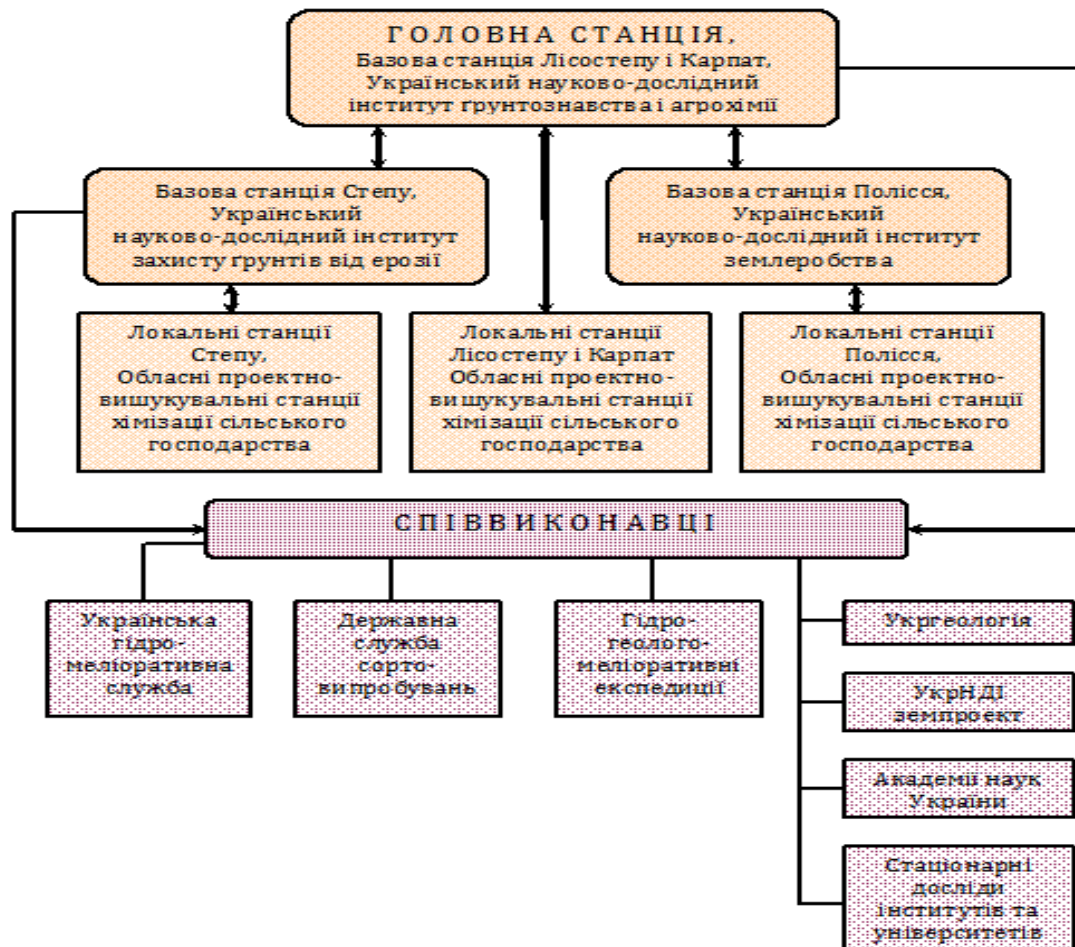 ГОЛОВНА СТАНЦІЯ,
Базова станція Лісостепу і Карпат,
Український науково-дослідний
інститут ґрунтознавства і агрохімії
Базова станція Степу,
Український
науково-дослідний інститут
захисту ґрунтів від ерозії
Базова станція Полісся,
Український
науково-дослідний інститут
землеробства
Локальні станції
Степу,
Обласні проектно-
вишукувальні станції
хімізації сільського
господарства
Локальні станції
Лісостепу і Карпат
Обласні проектно-
вишукувальні станції
хімізації сільського
господарства
Локальні станції
Полісся,
Обласні проектно-
вишукувальні станції
хімізації сільського
господарства
СПІВВИКОНАВЦІ
Українська
гідро-
меліоративна
служба
Державна
служба
сорто-
випробувань
Гідро-
геолого-
меліоративні
експедиції
Укргеологія
УкрНДІ
земпроект
Академії наук
України
Стаціонарні
досліди
інститутів та
університетів